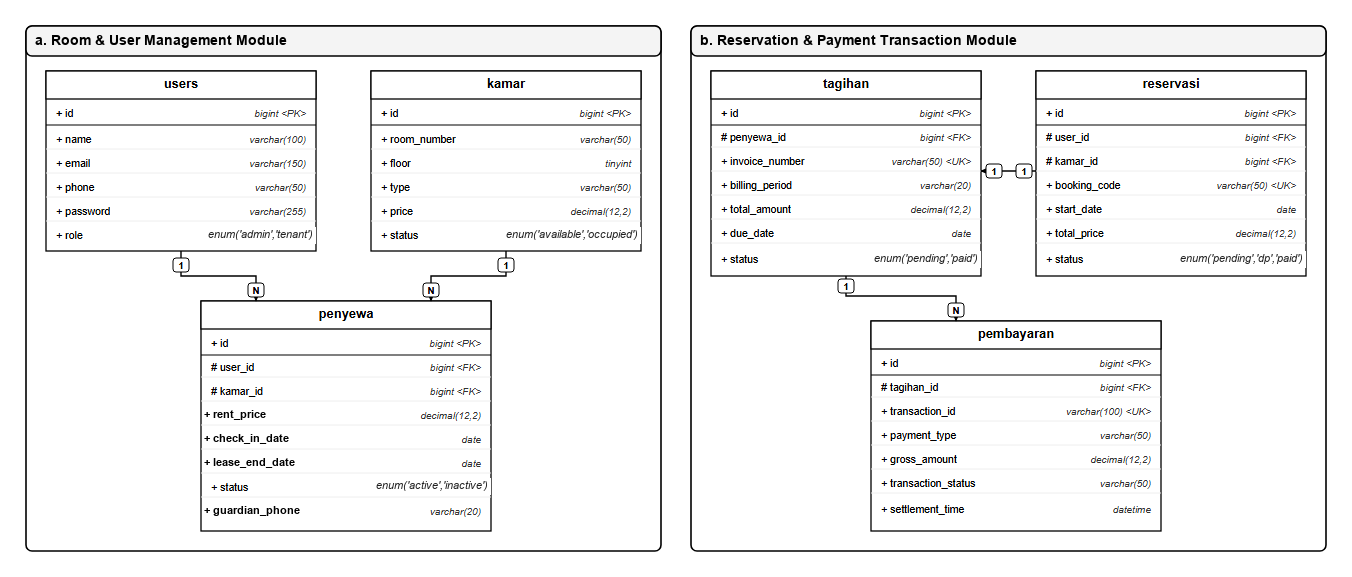 a. Room & User Management Module
users
+ id bigint <PK>
+ name varchar(100)
+ email varchar(150)
+ phone varchar(50)
+ password varchar(255)
+ role enum('admin','tenant')
1
N
kamar
+ id bigint <PK>
+ room_number varchar(50)
+ floor tinyint
+ type varchar(50)
+ price decimal(12,2)
+ status enum('available','occupied')
1
N
penyewa
+ id bigint <PK>
# user_id bigint <FK>
# kamar_id bigint <FK>
+ rent_price decimal(12,2)
+ check_in_date date
+ lease_end_date date
+ status enum('active','inactive')
+ guardian_phone varchar(20)
b. Reservation & Payment Transaction Module
tagihan
+ id bigint <PK>
# penyewa_id bigint <FK>
+ invoice_number varchar(50) <UK>
+ billing_period varchar(20)
+ total_amount decimal(12,2)
+ due_date date
+ status enum('pending','paid')
1 1
reservasi
+ id bigint <PK>
# user_id bigint <FK>
# kamar_id bigint <FK>
+ booking_code varchar(50) <UK>
+ start_date date
+ total_price decimal(12,2)
+ status enum('pending','dp','paid')
1
N
pembayaran
+ id bigint <PK>
# tagihan_id bigint <FK>
+ transaction_id varchar(100) <UK>
+ payment_type varchar(50)
+ gross_amount decimal(12,2)
+ transaction_status varchar(50)
+ settlement_time datetime